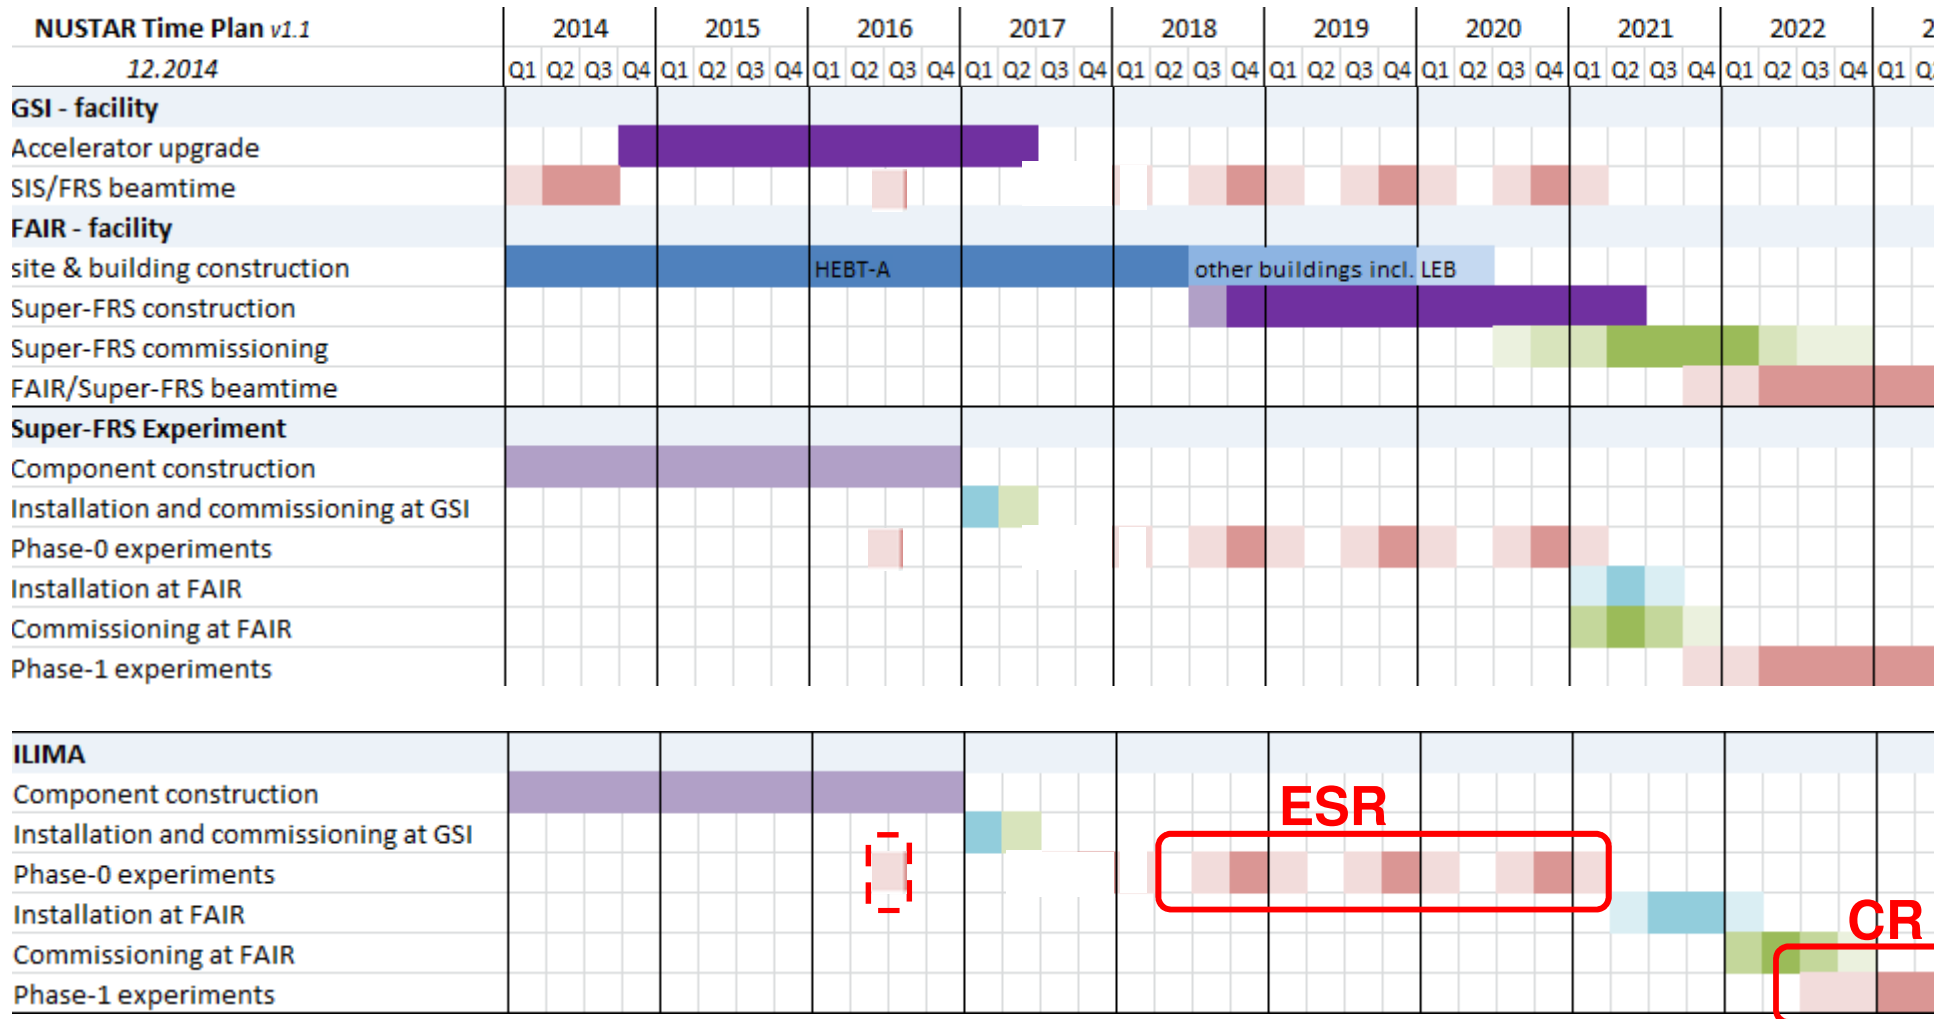 NUSTAR Time Plan v1.1 2014 2015 2016 2017 2018 2019 2020 2021 2022 2
12.2014 Q1 Q2 Q3 Q4 Q1 Q2 Q3 Q4 Q1 Q2 Q3 Q4 Q1 Q2 Q3 Q4 Q1 Q2 Q3 Q4 Q1 Q2 Q3 Q4 Q1 Q2 Q3 Q4 Q1 Q2 Q3 Q4 Q1 Q2 Q3 Q4 Q1 Q
GSI - facility
Accelerator upgrade
SIS/FRS beamtime
FAIR - facility
site & building construction HEBT-A other buildings incl. LEB
Super-FRS construction
Super-FRS commissioning
FAIR/Super-FRS beamtime
Super-FRS Experiment
Component construction
Installation and commissioning at GSI
Phase-0 experiments
Installation at FAIR
Commissioning at FAIR
Phase-1 experiments
ILIMA
Component construction
ESR
Installation and commissioning at GSI
Phase-0 experiments
Installation at FAIR
CR
Commissioning at FAIR
Phase-1 experiments